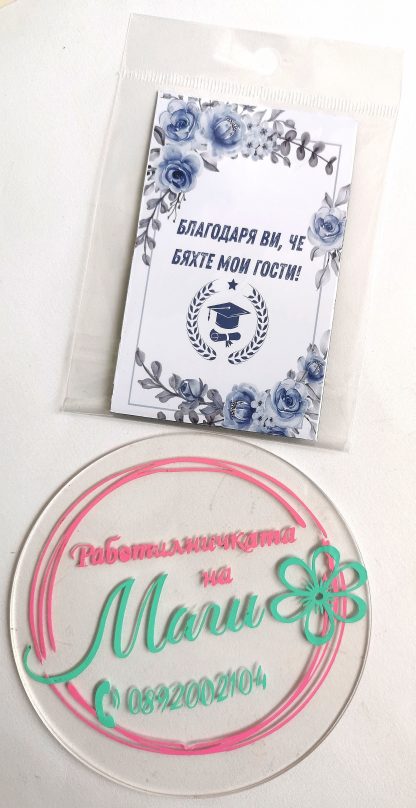 БЛАГОДАРЯ ВИ, ЧЕ
БЯХТЕ МОИ ГОСТИ!
Работилничката
на
Маги
0892002104